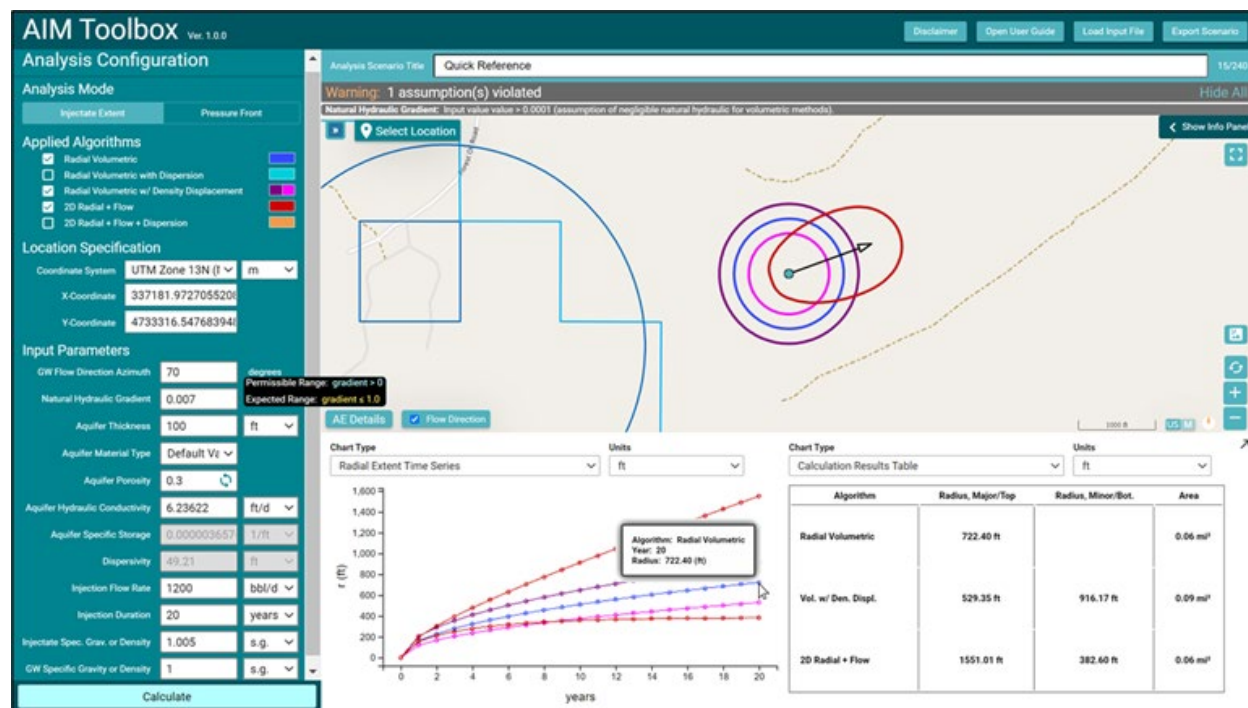 AIM Toolbox Ver. 1.0.0
Disclaimer
Open User Guide
Load Input File
Export Scenario
Analysis Configuration
Analysis Scenario Title
Quick Reference
15/240
Warning: 1 assumption(s) violated
Hide All
Natural Hydraulic Gradient: Input value value > 0.0001 (assumption of negligible natural hydraulic for volumetric methods).
Analysis Mode
Injectate Extent
Pressure Front
Applied Algorithms
Radial Volumetric
Radial Volumetric with Dispersion
Radial Volumetric w/ Density Displacement
2D Radial + Flow
2D Radial + Flow + Dispersion
Location Specification
Coordinate System
UTM Zone 13N (
m
X-Coordinate
337181.972705520
Y-Coordinate
4733316.54768394
Input Parameters
GW Flow Direction Azimuth
70
degrees
Natural Hydraulic Gradient
0.007
Permissible Range: gradient > 0
Expected Range: gradient ≤ 1.0
Aquifer Thickness
100
ft
Aquifer Material Type
Default Va
Aquifer Porosity
0.3
Aquifer Hydraulic Conductivity
6.23622
ft/d
Aquifer Specific Storage
0.000003657
1/ft
Dispersivity
49.21
ft
Injection Flow Rate
1200
bbl/d
Injection Duration
20
years
Injectate Spec. Grav. or Density
1.005
s.g.
GW Specific Gravity or Density
1
s.g.
Calculate
Select Location
Show Info Pane
Road
AE Details
Flow Direction
1000 ft
US M
Chart Type
Radial Extent Time Series
Units
ft
1,600
1,400
1,200
1,000
800
600
400
200
0
r (ft)
0 2 4 6 8 10 12 14 16 18 20
years
Algorithm: Radial Volumetric
Year: 20
Radius: 722.40 (ft)
Chart Type
Calculation Results Table
Units
ft
Algorithm Radius, Major/Top Radius, Minor/Bot. Area
Radial Volumetric 722.40 ft 0.06 mi²
Vol. w/ Den. Displ. 529.35 ft 916.17 ft 0.09 mi²
2D Radial + Flow 1551.01 ft 382.60 ft 0.06 mi²